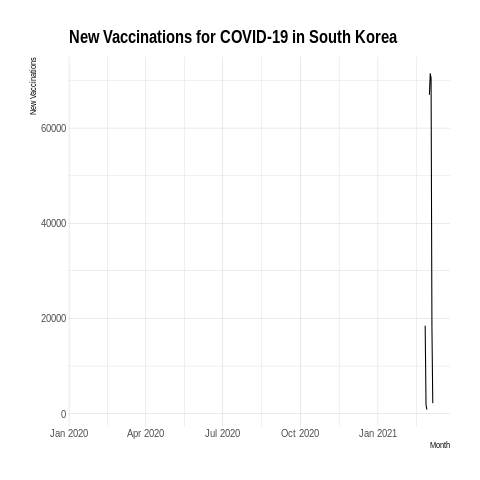 New Vaccinations for COVID-19 in South Korea
New Vaccinations
60000
40000
20000
0
Jan 2020 Apr 2020 Jul 2020 Oct 2020 Jan 2021
Month